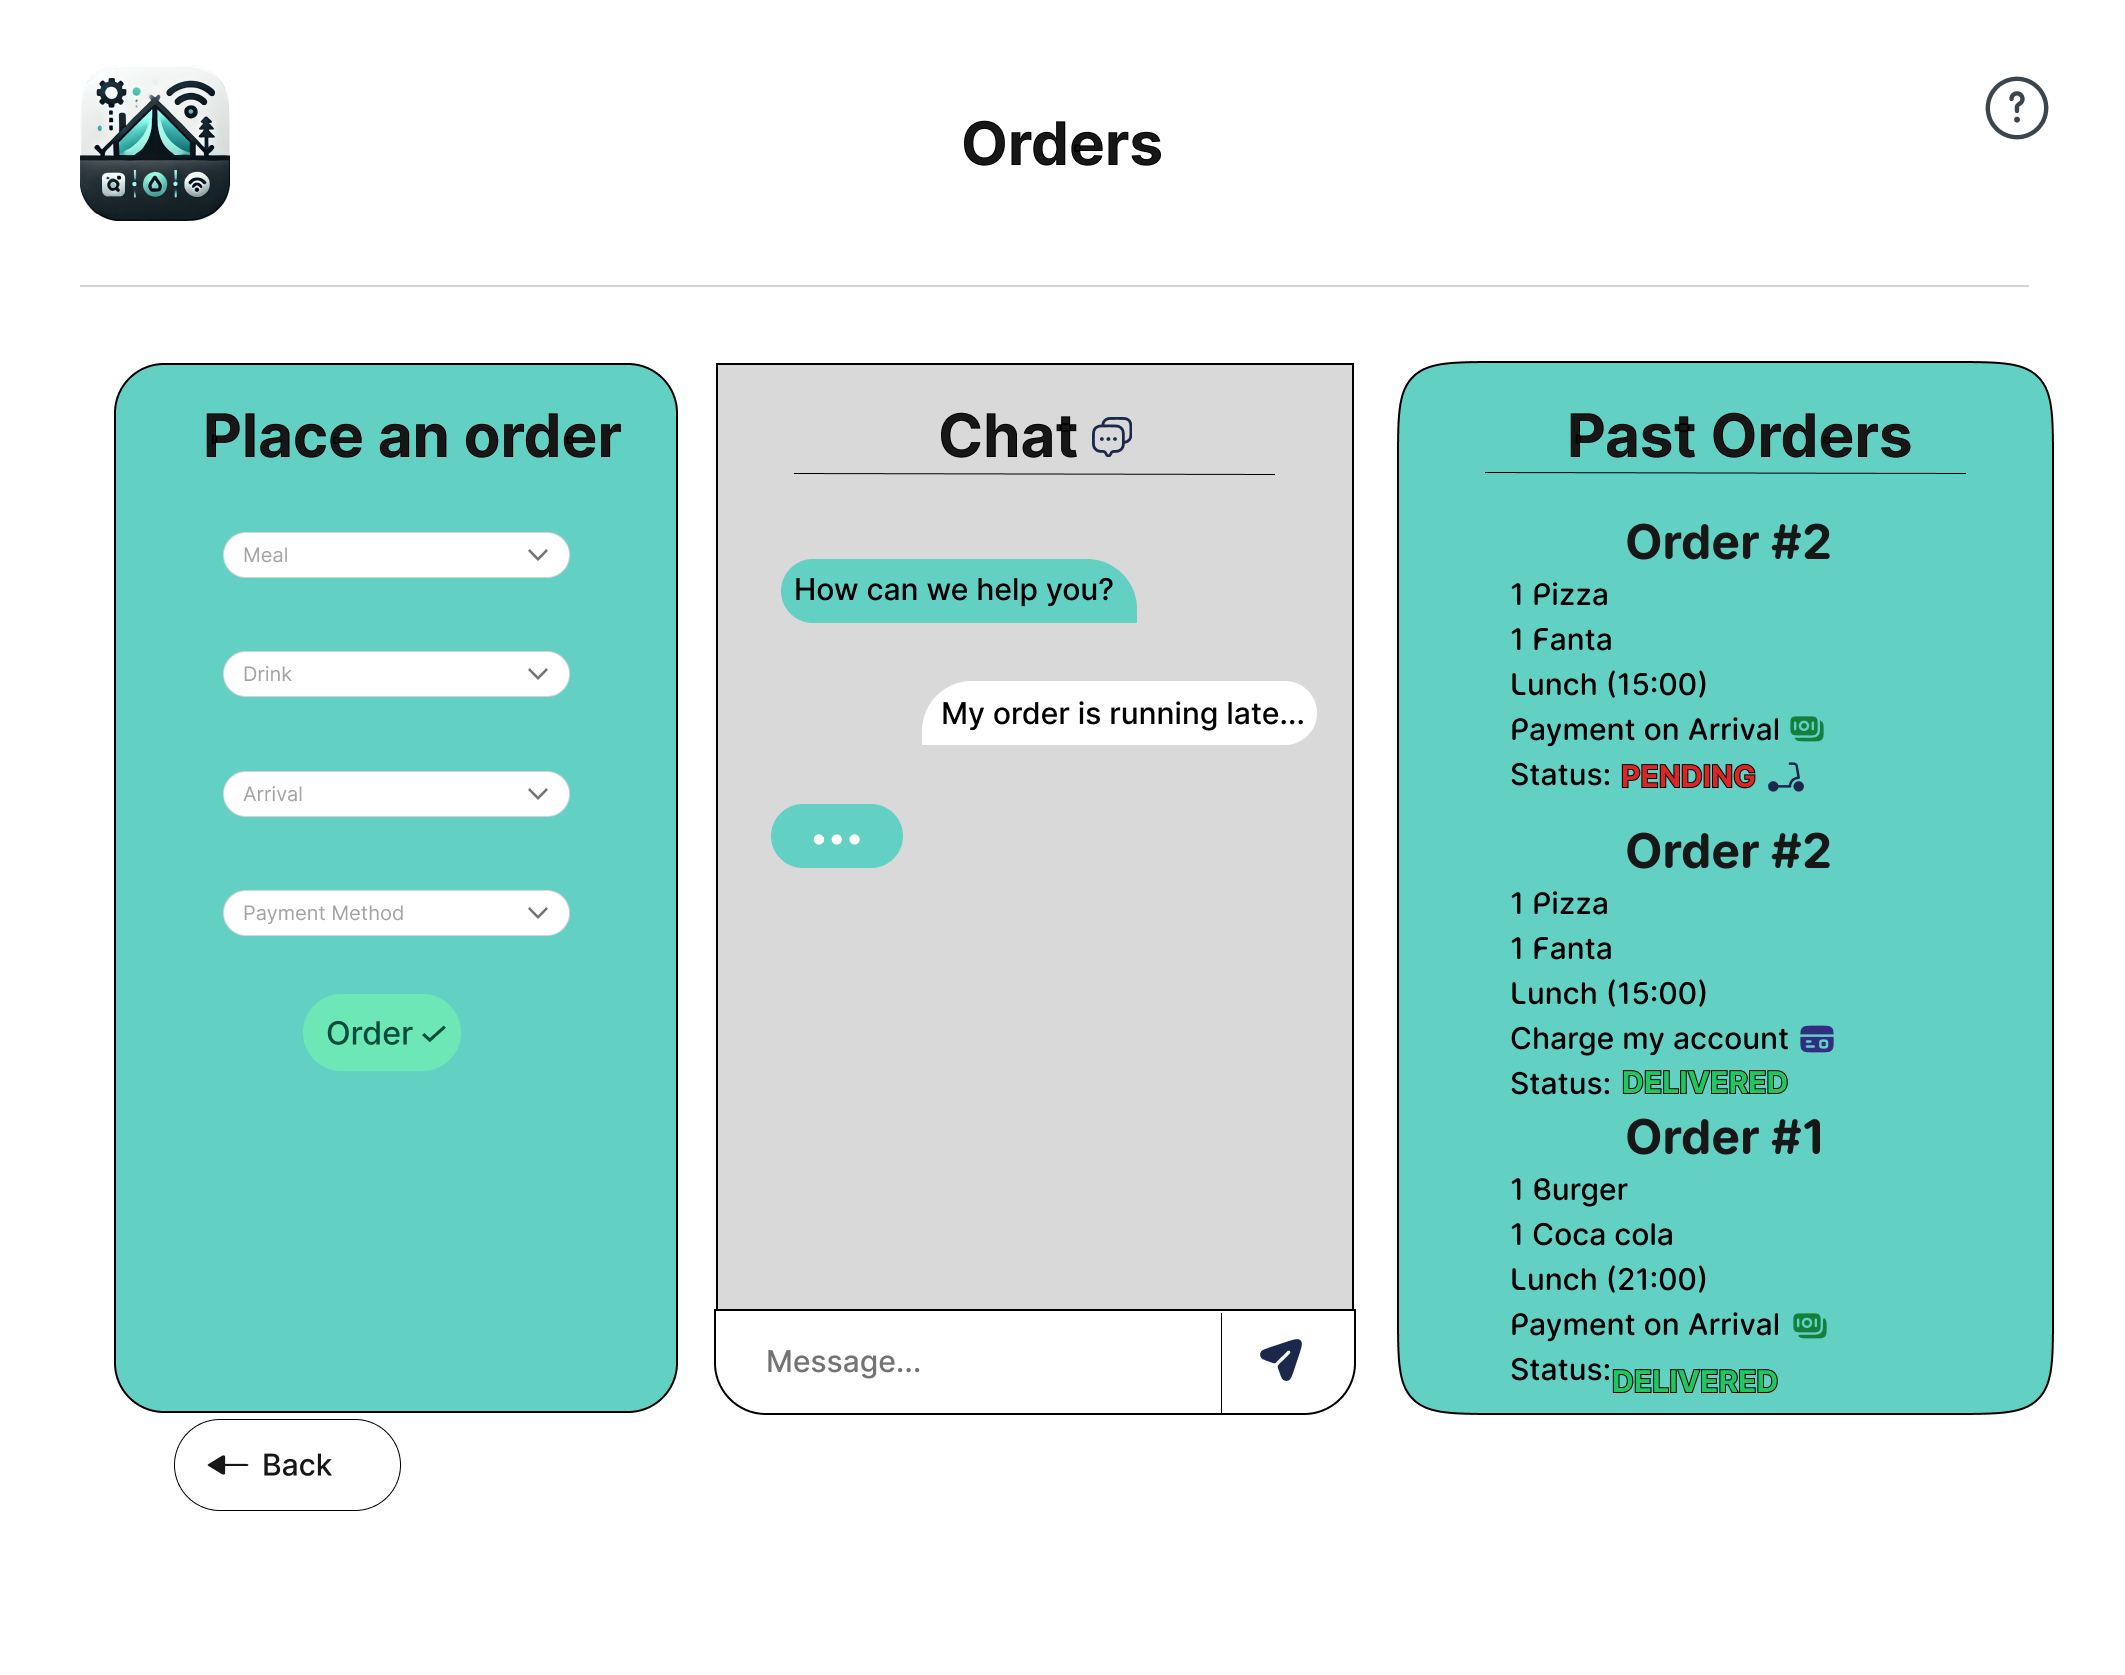 Orders
Place an order
Meal
Drink
Arrival
Payment Method
Order
Chat
How can we help you?
My order is running late...
Message...
Past Orders
Order #2
1 Pizza
1 Fanta
Lunch (15:00)
Payment on Arrival
Status: PENDING
Order #2
1 Pizza
1 Fanta
Lunch (15:00)
Charge my account
Status: DELIVERED
Order #1
1 Burger
1 Coca cola
Lunch (21:00)
Payment on Arrival
Status: DELIVERED
Back